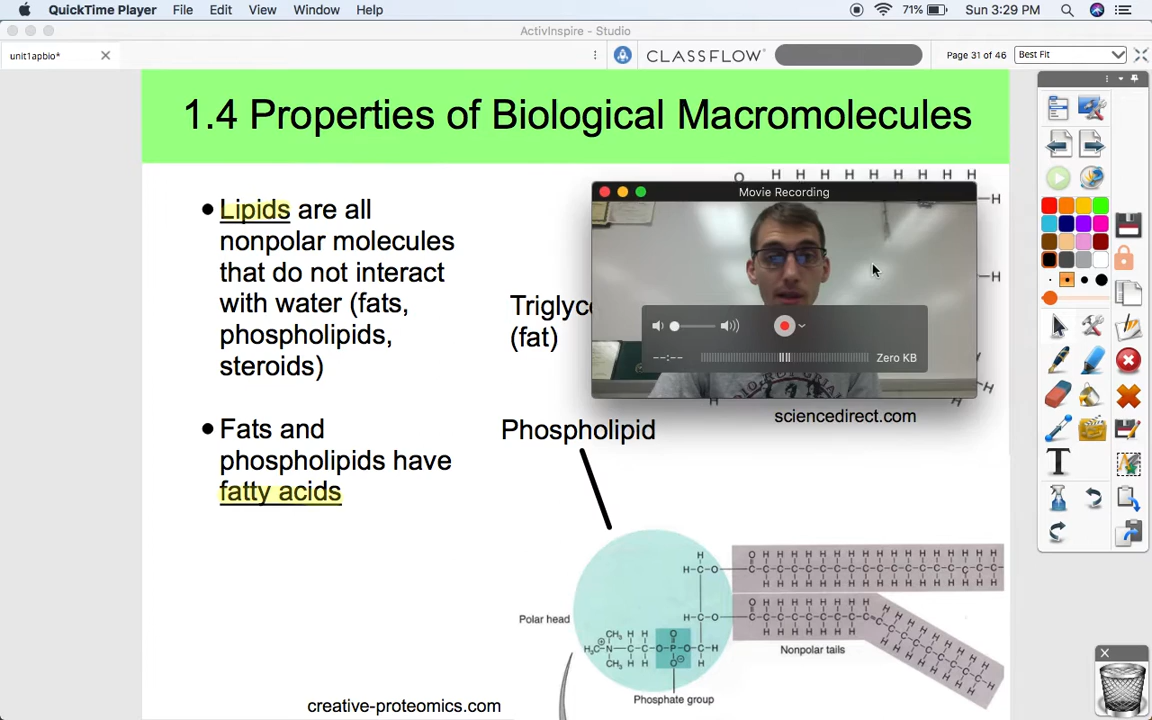 QuickTime Player File Edit View Window Help 71% Sun 3:29 PM
ActivInspire - Studio
unit1apbio* CLASSFLOW Page 31 of 46 Best Fit
1.4 Properties of Biological Macromolecules
Movie Recording
• Lipids are all
nonpolar molecules
that do not interact
with water (fats,
phospholipids,
steroids)
Triglyc
(fat)
--:-- Zero KB
sciencedirect.com
• Fats and
phospholipids have
fatty acids
Phospholipid
Polar head
Nonpolar tails
Phosphate group
creative-proteomics.com